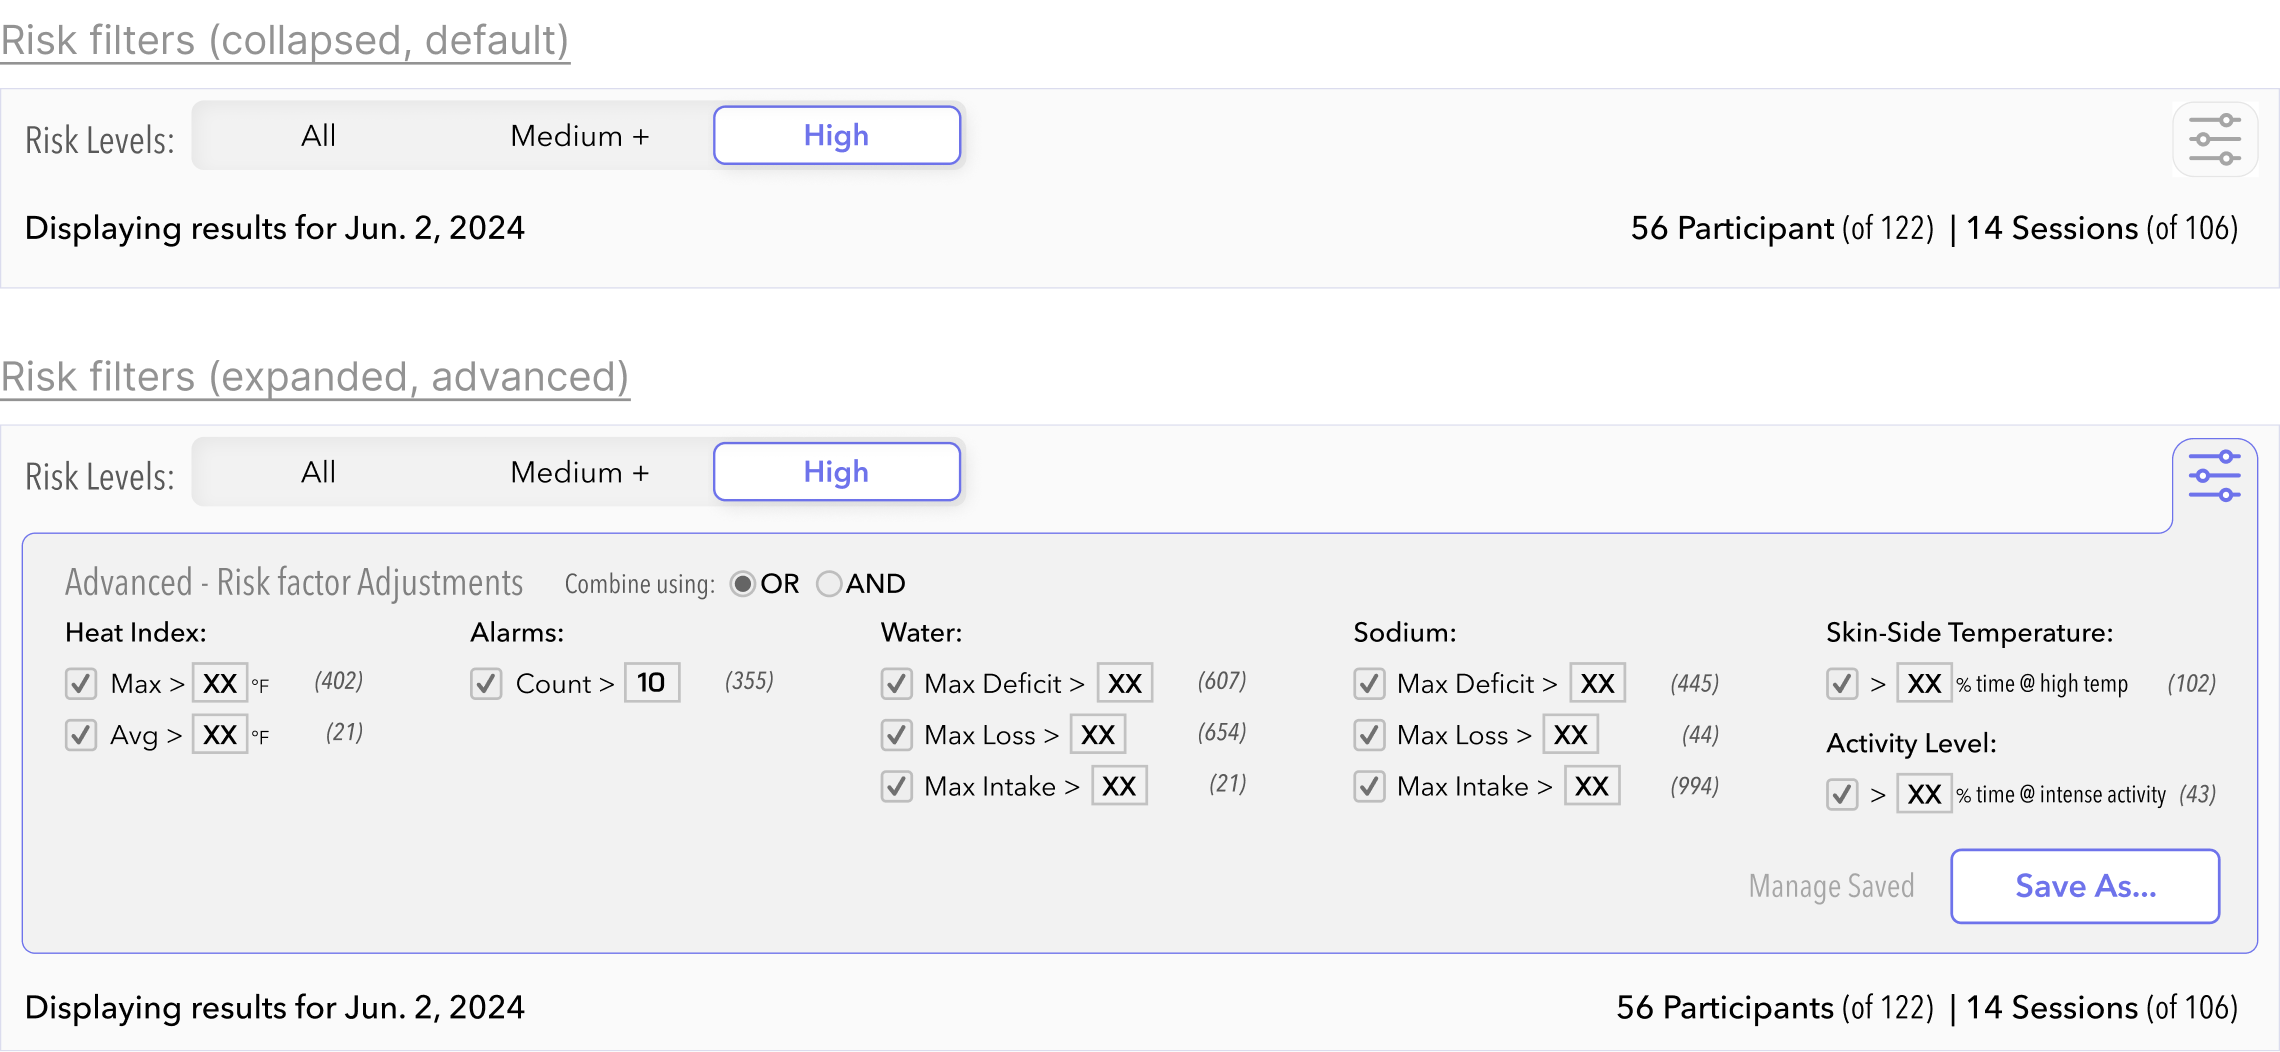 Risk filters (collapsed, default)
Risk Levels: All Medium + High
Displaying results for Jun. 2, 2024 56 Participant (of 122) | 14 Sessions (of 106)
Risk filters (expanded, advanced)
Risk Levels: All Medium + High
Advanced - Risk factor Adjustments Combine using: OR AND
Heat Index: Alarms: Water: Sodium: Skin-Side Temperature:
Max > XX °F (402) Count > 10 (355) Max Deficit > XX (607) Max Deficit > XX (445) > XX % time @ high temp (102)
Avg > XX °F (21) Max Loss > XX (654) Max Loss > XX (44) Activity Level:
Max Intake > XX (21) Max Intake > XX (994) > XX % time @ intense activity (43)
Manage Saved Save As...
Displaying results for Jun. 2, 2024 56 Participants (of 122) | 14 Sessions (of 106)